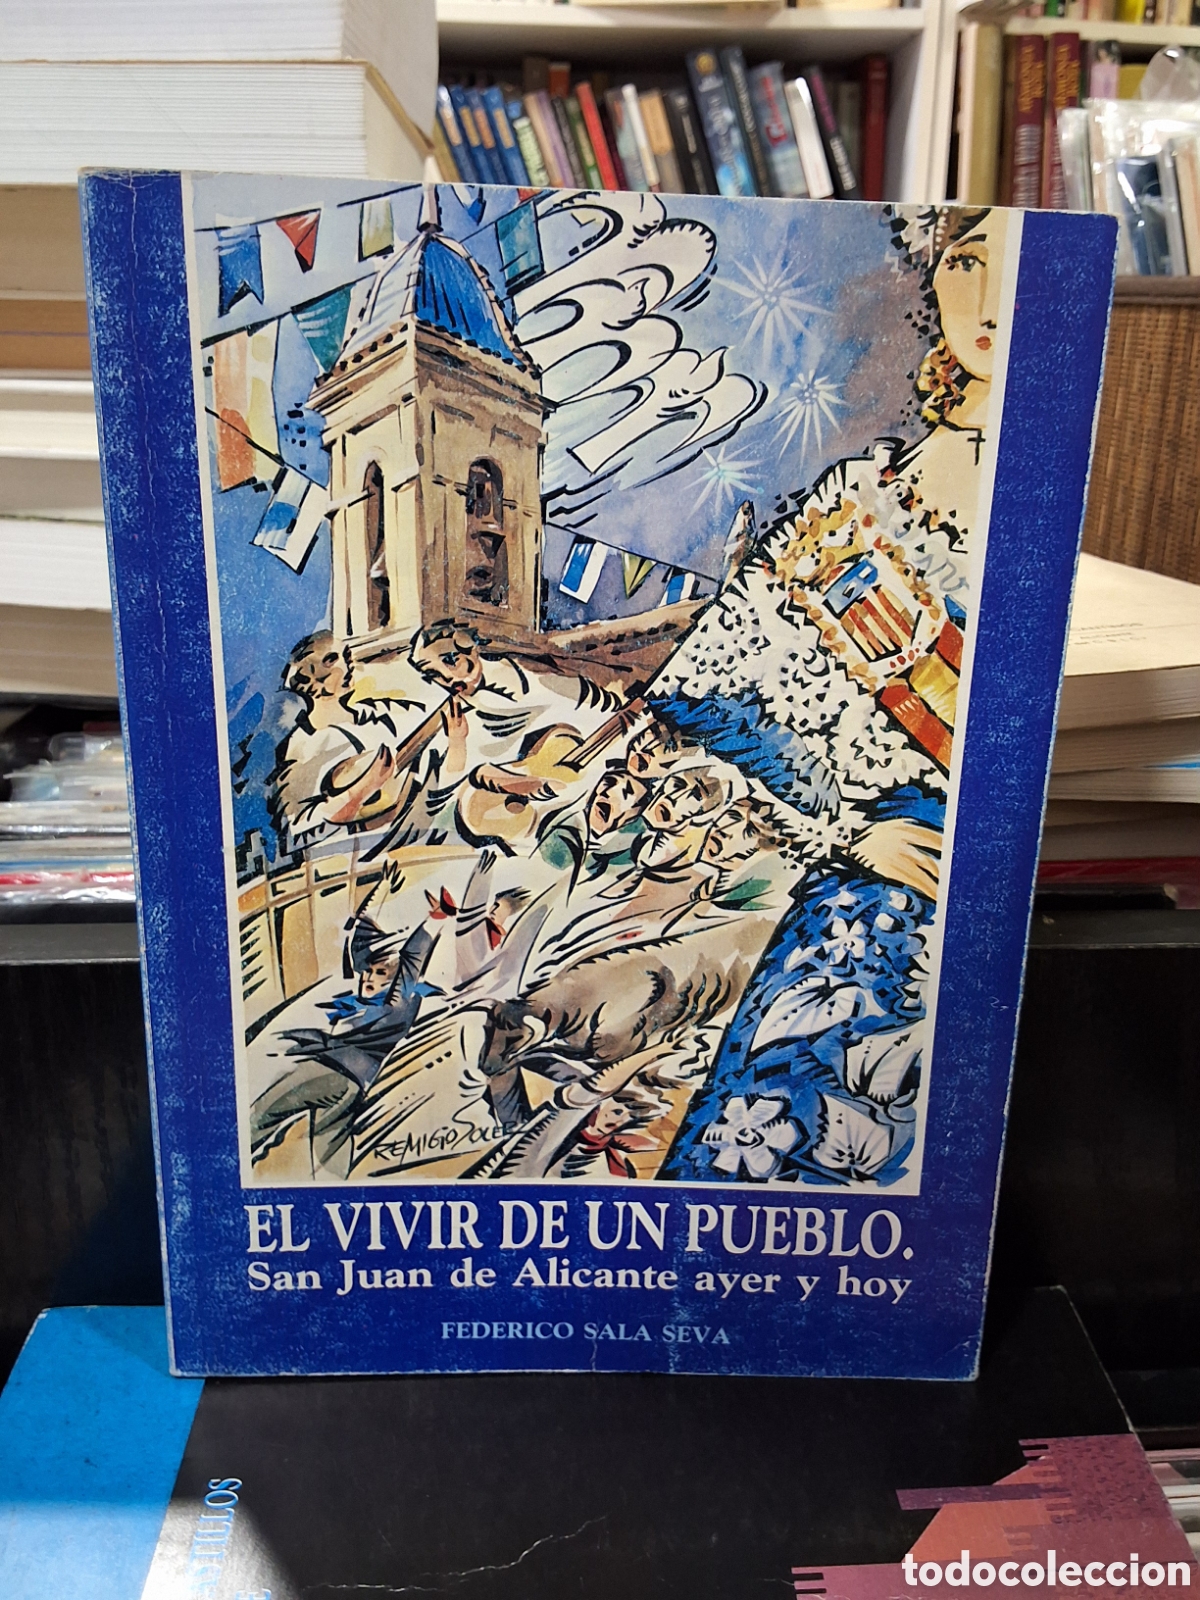 REMIGIO SOLER
EL VIVIR DE UN PUEBLO.
San Juan de Alicante ayer y hoy
FEDERICO SALA SEVA
todocoleccion